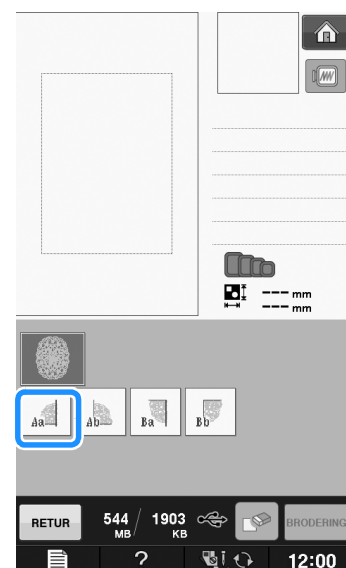 --- mm
--- mm
Aa
Ab
Ba
Bb
RETUR
544 / 1903
MB KB
BRODERING
?
12:00